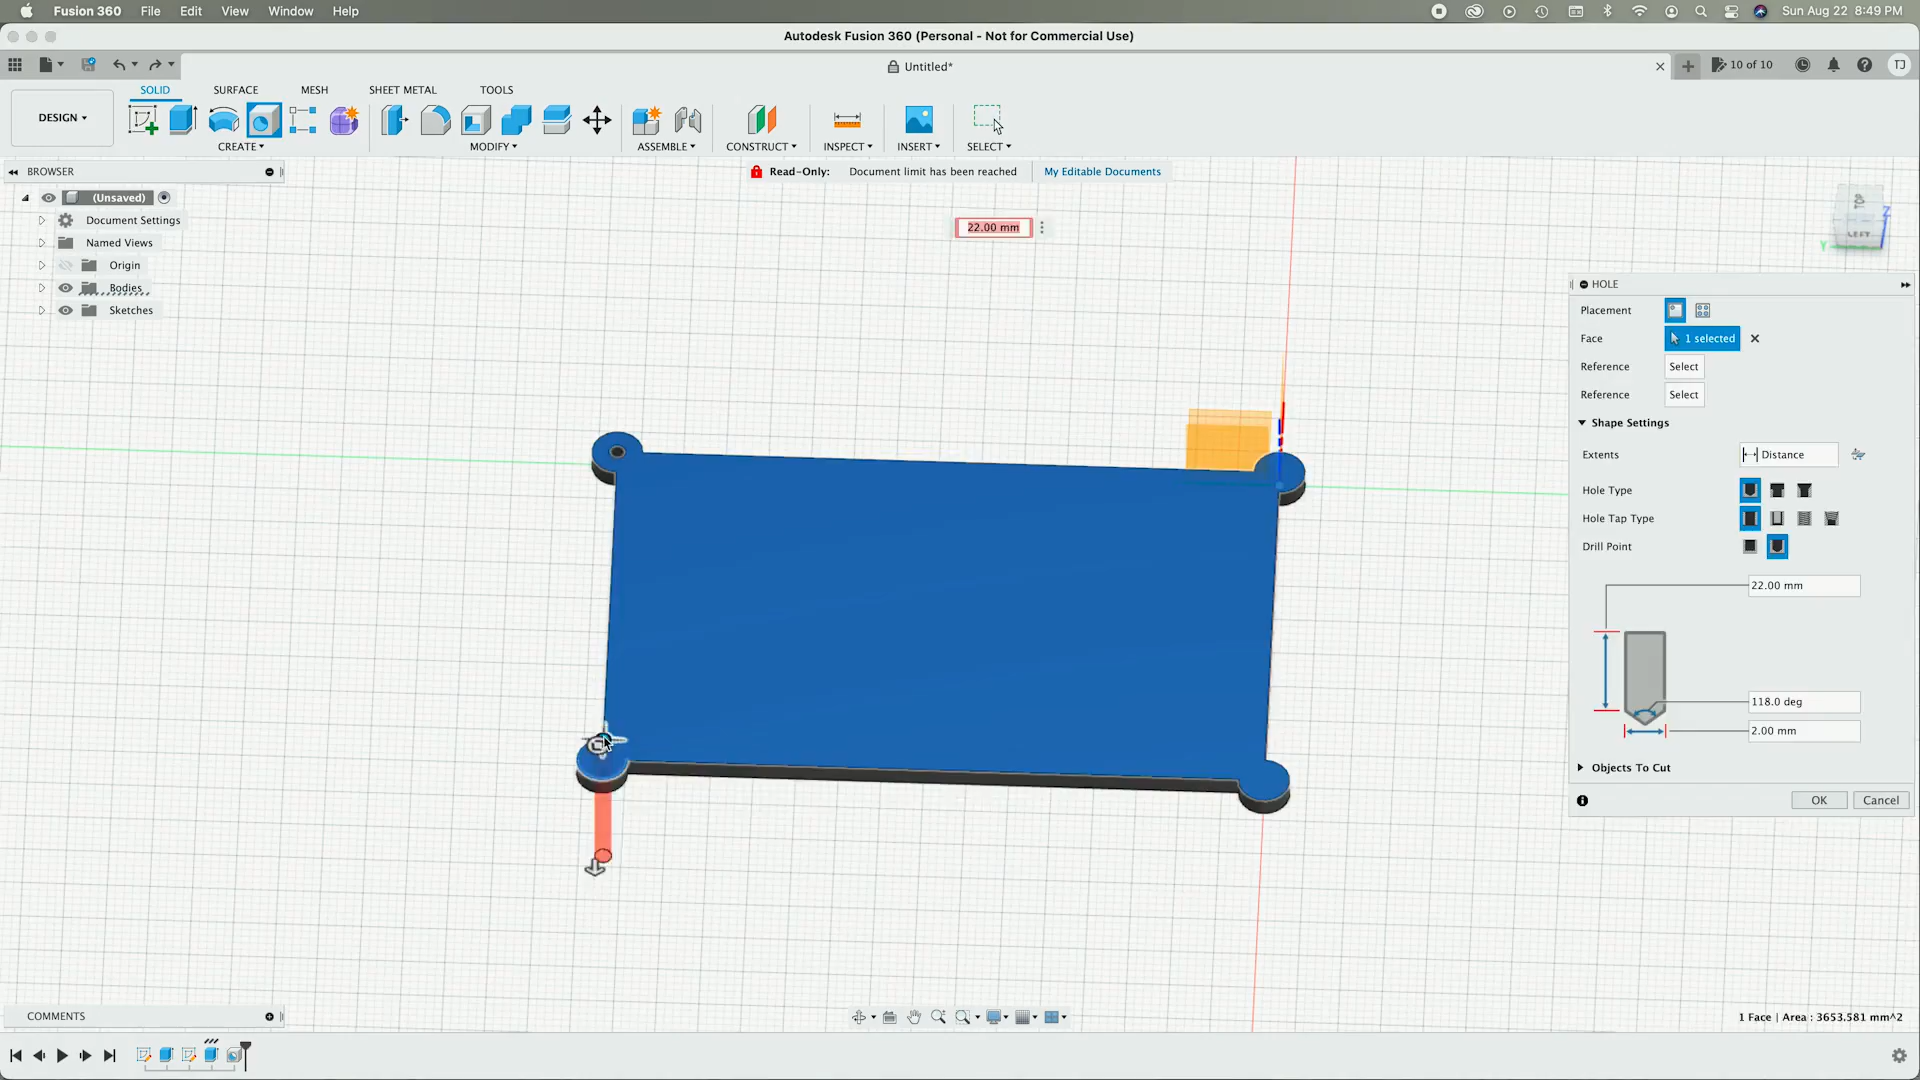 Fusion 360 File Edit View Window Help Sun Aug 22 8:49 PM
Autodesk Fusion 360 (Personal - Not for Commercial Use)
Untitled* 10 of 10 TJ
SOLID SURFACE MESH SHEET METAL TOOLS
DESIGN
CREATE MODIFY ASSEMBLE CONSTRUCT INSPECT INSERT SELECT
BROWSER
Read-Only: Document limit has been reached My Editable Documents
(Unsaved)
Document Settings
Named Views
Origin
Bodies
Sketches
22.00 mm
TOP
Z
LEFT
Y
HOLE
Placement
Face 1 selected
Reference Select
Reference Select
Shape Settings
Extents Distance
Hole Type
Hole Tap Type
Drill Point
22.00 mm
118.0 deg
2.00 mm
Objects To Cut
OK Cancel
COMMENTS
1 Face | Area : 3653.581 mm^2